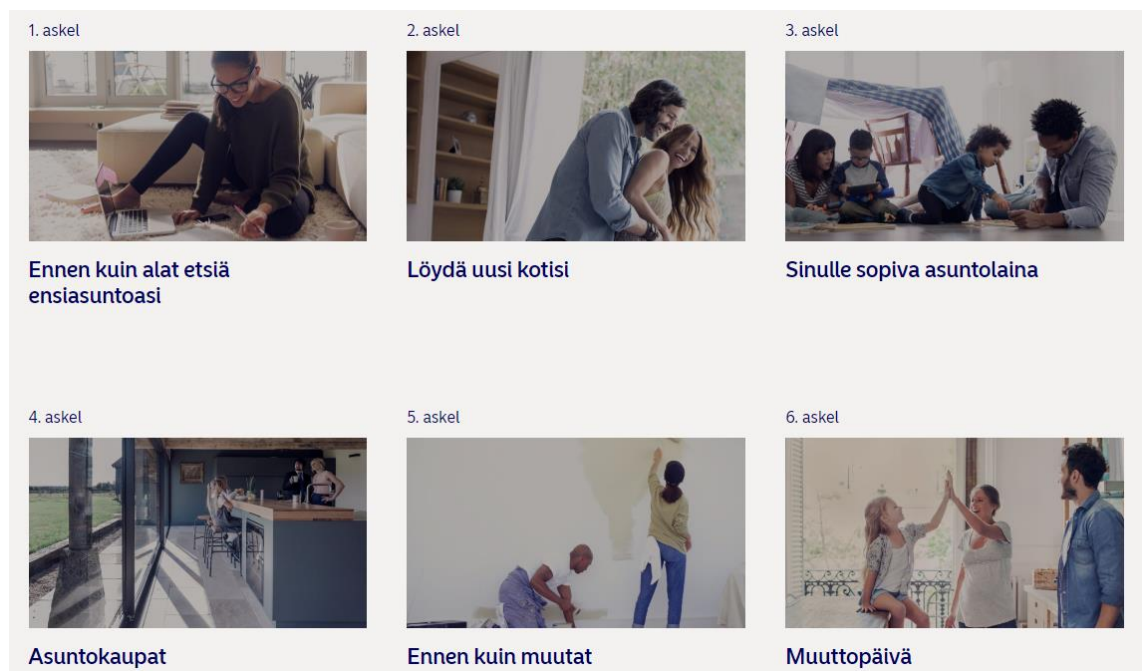 1. askel
2. askel
3. askel
Ennen kuin alat etsiä
ensiasuntoasi
Löydä uusi kotisi
Sinulle sopiva asuntolaina
4. askel
5. askel
6. askel
Asuntokaupat
Ennen kuin muutat
Muuttopäivä